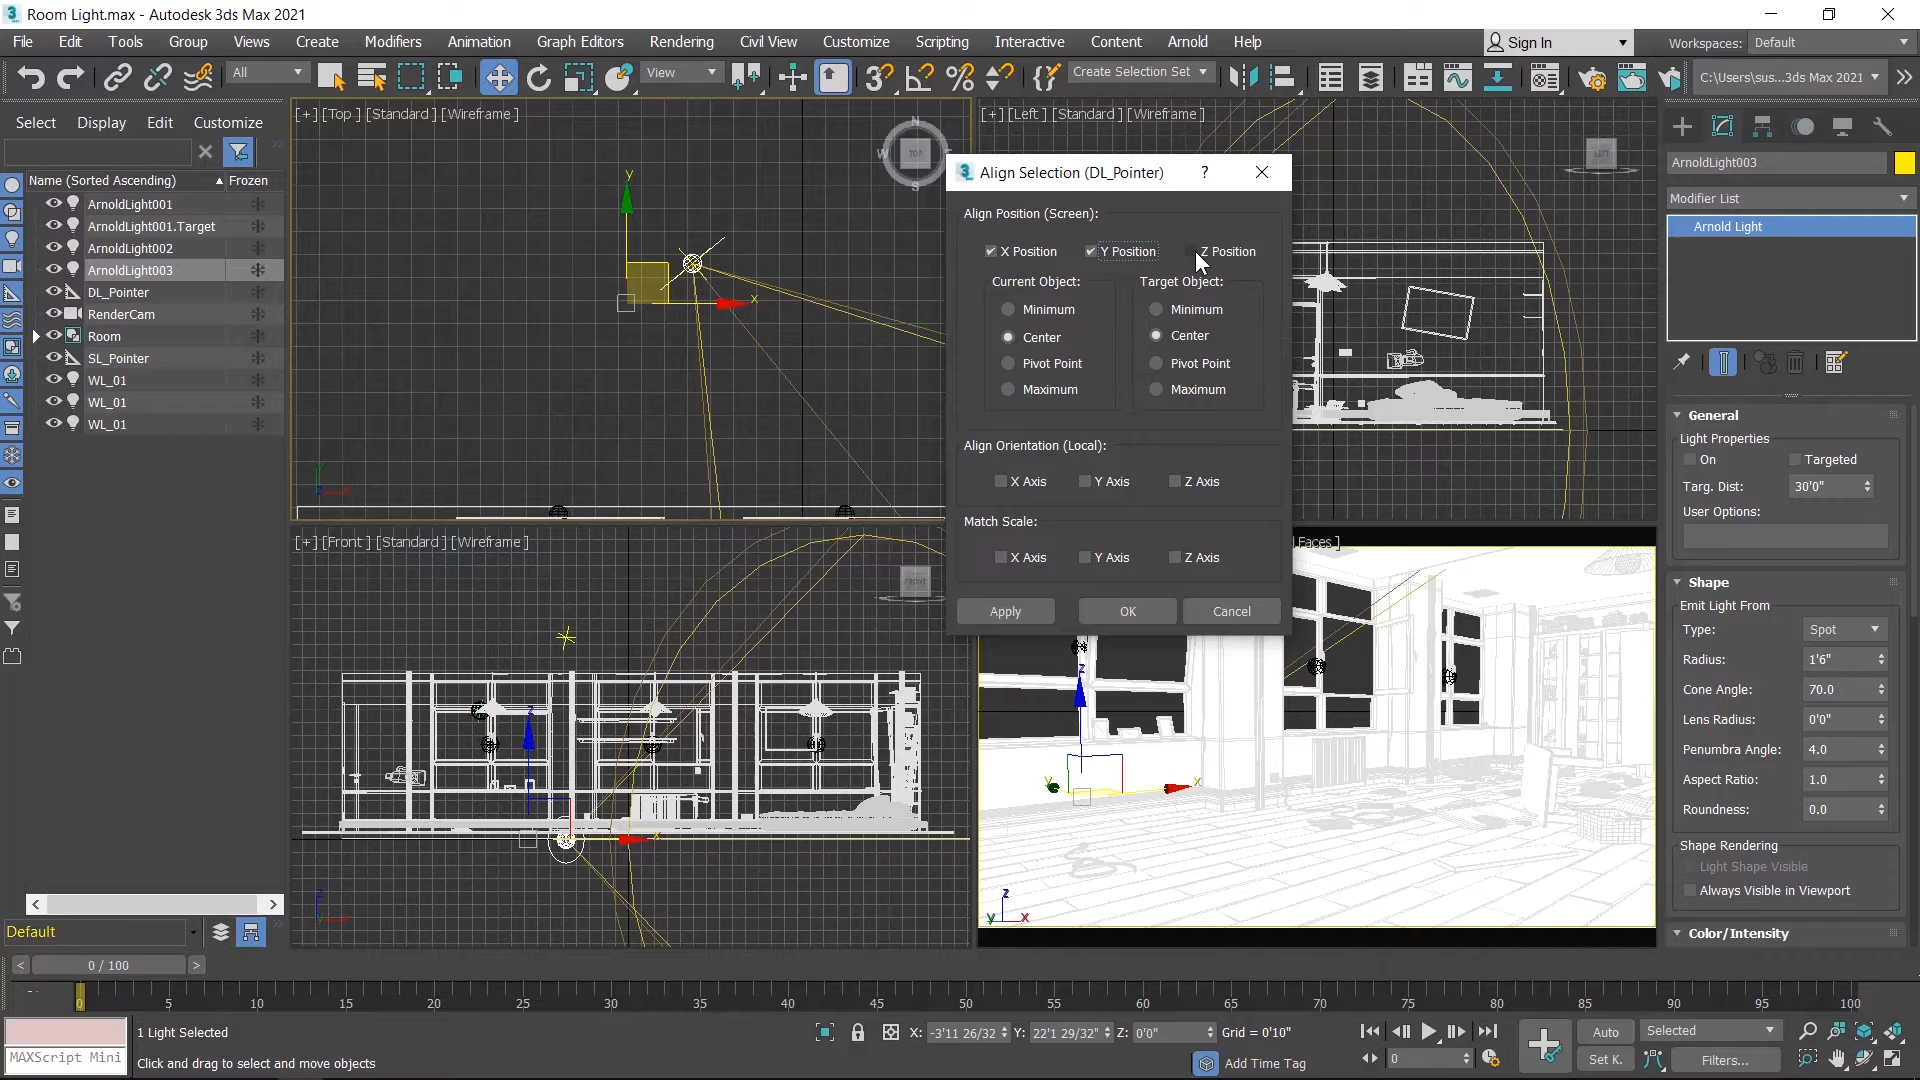 Room Light.max - Autodesk 3ds Max 2021
File Edit Tools Group Views Create Modifiers Animation Graph Editors Rendering Civil View Customize Scripting Interactive Content Arnold Help
Sign In
Workspaces: Default
All
View
Create Selection Set
C:\Users\sus...3ds Max 2021
Select Display Edit Customize
Name (Sorted Ascending) Frozen
ArnoldLight001
ArnoldLight001.Target
ArnoldLight002
ArnoldLight003
DL_Pointer
RenderCam
Room
SL_Pointer
WL_01
WL_01
WL_01
Default
[+] [Top ] [Standard ] [Wireframe ]
N
W
TOP
S
y
x
[+] [Left ] [Standard ] [Wireframe ]
LEFT
[+] [Front ] [Standard ] [Wireframe ]
FRONT
z
x
Faces ]
z
y
x
z
y
x
Align Selection (DL_Pointer) ?
Align Position (Screen):
X Position Y Position Z Position
Current Object: Target Object:
Minimum Minimum
Center Center
Pivot Point Pivot Point
Maximum Maximum
Align Orientation (Local):
X Axis Y Axis Z Axis
Match Scale:
X Axis Y Axis Z Axis
Apply OK Cancel
ArnoldLight003
Modifier List
Arnold Light
General
Light Properties
On Targeted
Targ. Dist: 30'0"
User Options:
Shape
Emit Light From
Type: Spot
Radius: 1'6"
Cone Angle: 70.0
Lens Radius: 0'0"
Penumbra Angle: 4.0
Aspect Ratio: 1.0
Roundness: 0.0
Shape Rendering
Light Shape Visible
Always Visible in Viewport
Color/Intensity
< 0 / 100 >
0 5 10 15 20 25 30 35 40 45 50 55 60 65 70 75 80 85 90 95 100
MAXScript Mini
1 Light Selected
Click and drag to select and move objects
X: -3'11 26/32 Y: 22'1 29/32" Z: 0'0" Grid = 0'10"
Add Time Tag
0
Auto
Set K.
Selected
Filters...